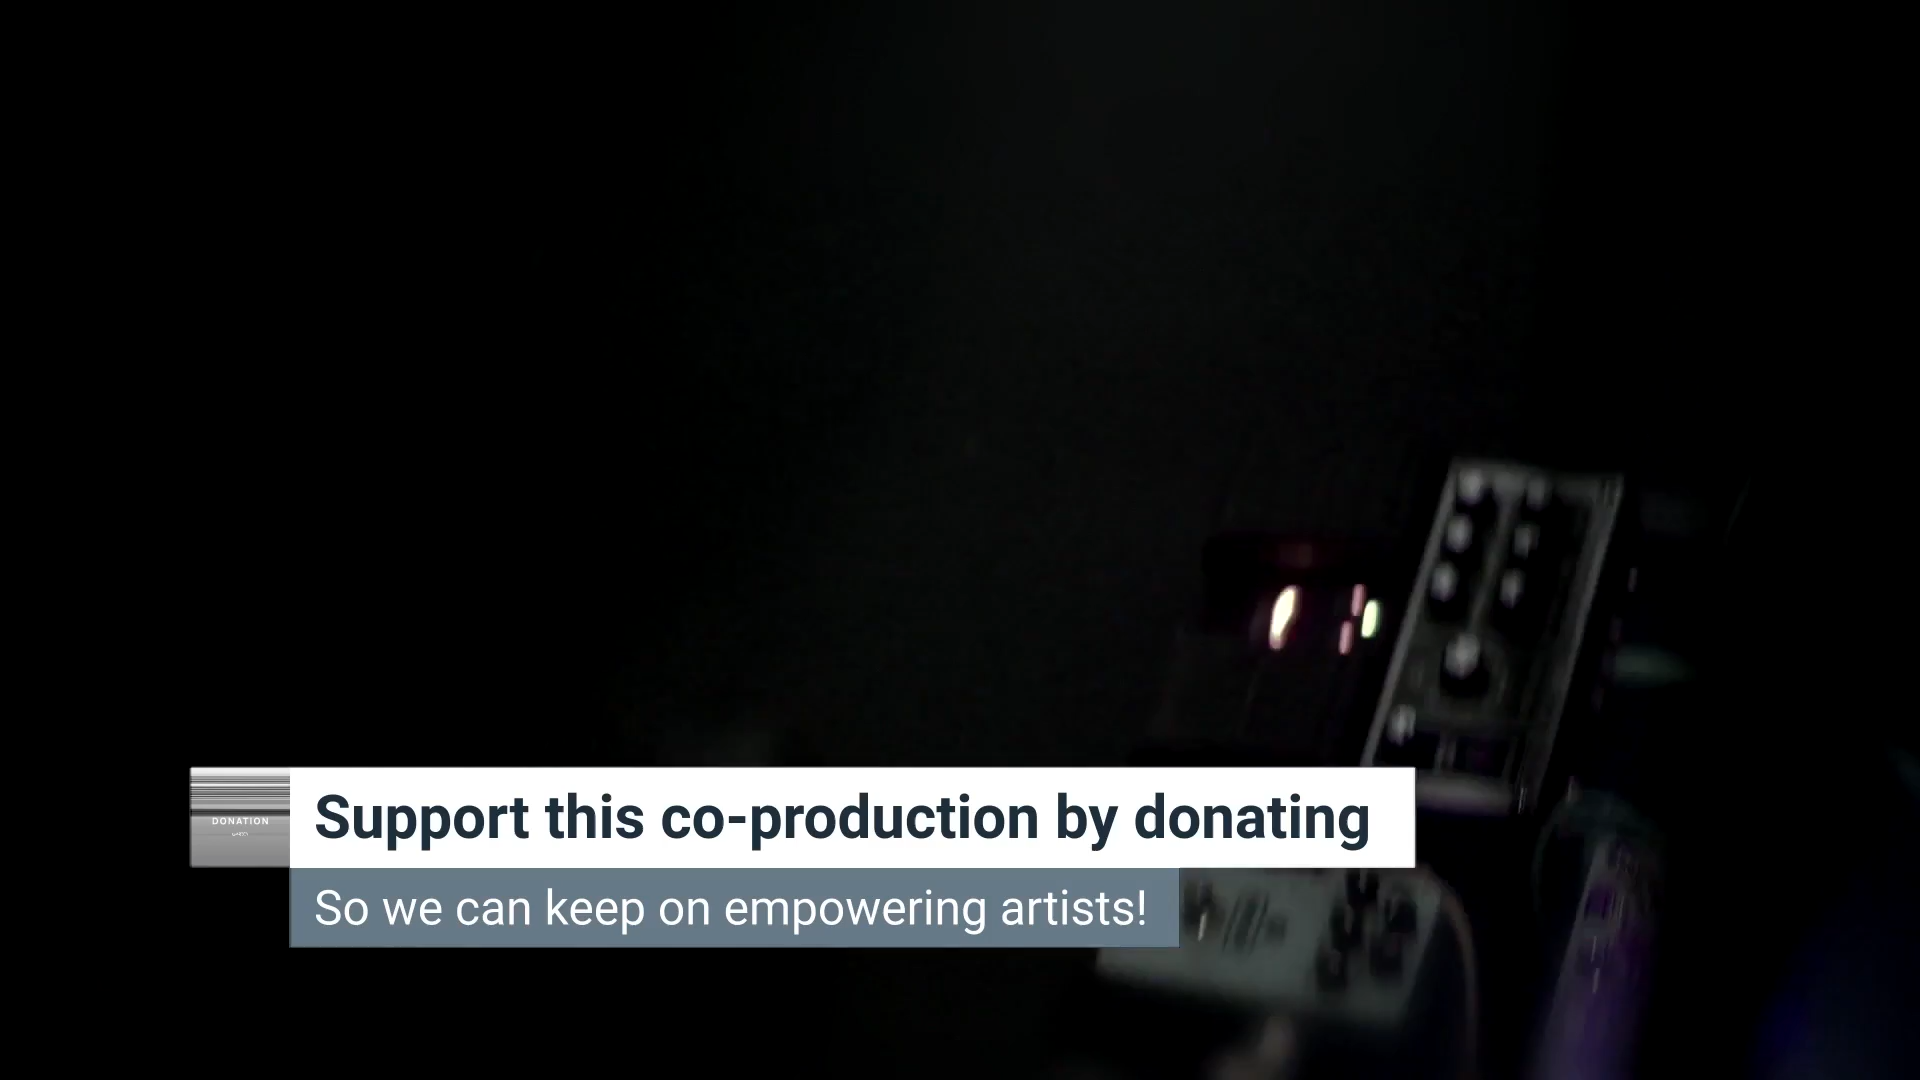 Support this co-production by donating
DONATION
So we can keep on empowering artists!